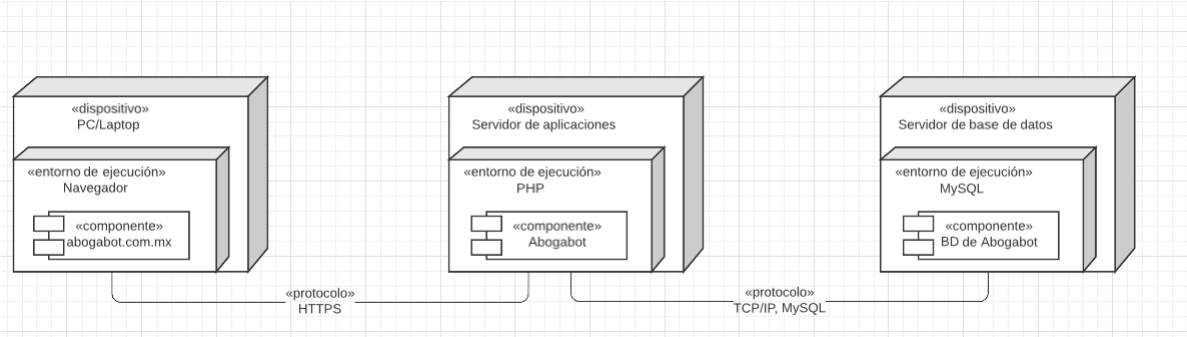 «dispositivo»
PC/Laptop
«entorno de ejecución»
Navegador
«componente»
abogabot.com.mx
«dispositivo»
Servidor de aplicaciones
«entorno de ejecución»
PHP
«componente»
Abogabot
«dispositivo»
Servidor de base de datos
«entorno de ejecución»
MySQL
«componente»
BD de Abogabot
«protocolo»
HTTPS
«protocolo»
TCP/IP, MySQL